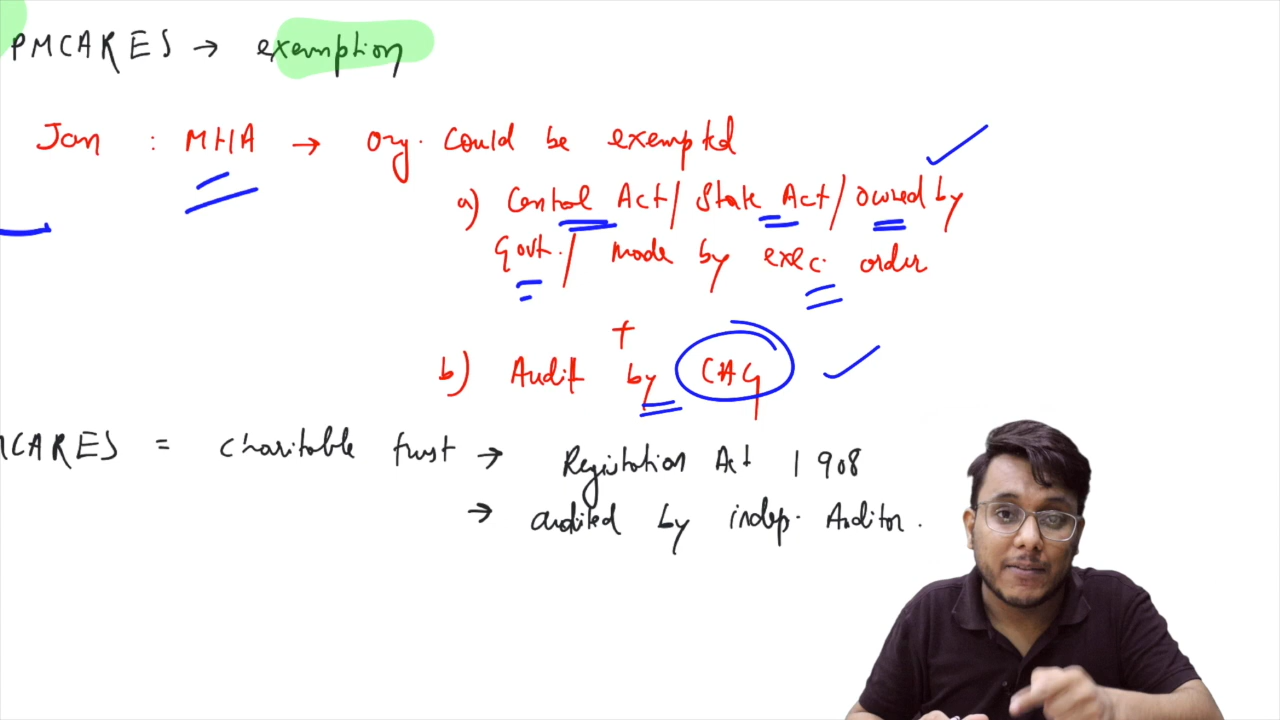 PMCARES → exemption
Jan : MHA → Org. Could be exempted
a) Central Act / State Act / owned by
Govt. / made by exec. order
+
b) Audit by CAG
MCARES = Charitable trust → Registration Act 1908
→ audited by indep. Auditor.